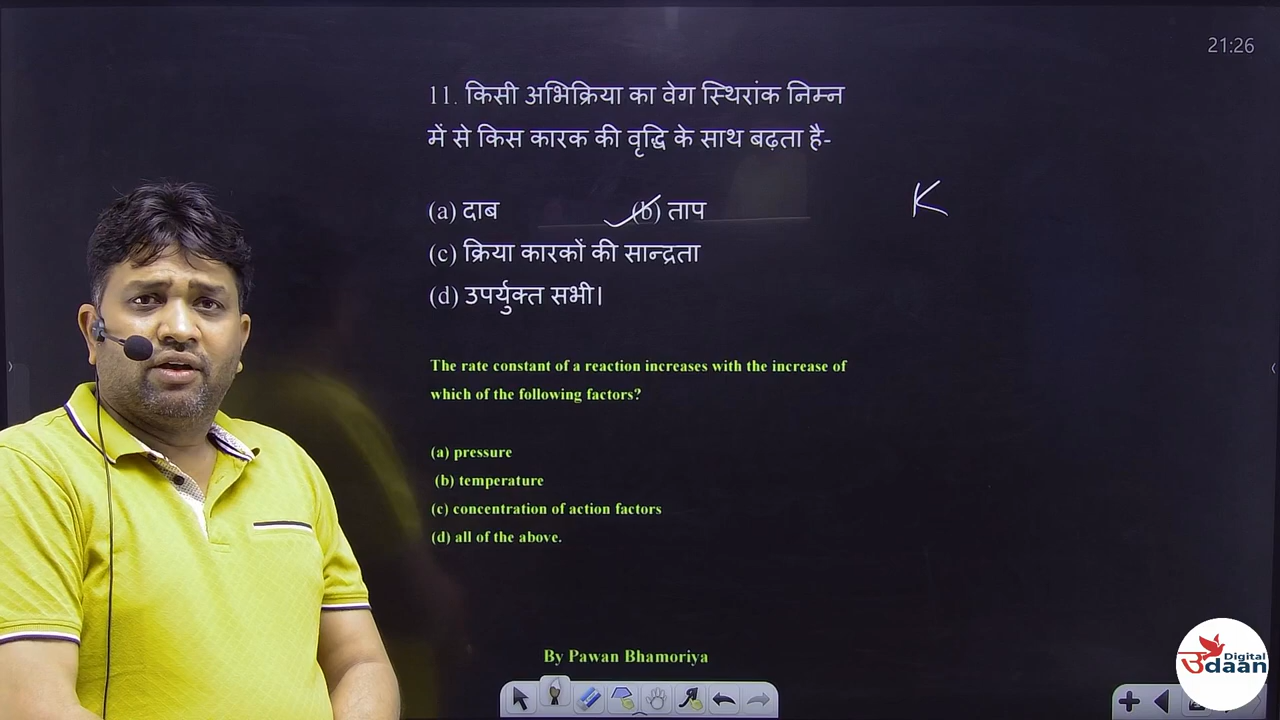 21:26
11. किसी अभिक्रिया का वेग स्थिरांक निम्न
में से किस कारक की वृद्धि के साथ बढ़ता है-
(a) दाब (b) ताप
K
(c) क्रिया कारकों की सान्द्रता
(d) उपर्युक्त सभी।
The rate constant of a reaction increases with the increase of
which of the following factors?
(a) pressure
(b) temperature
(c) concentration of action factors
(d) all of the above.
By Pawan Bhamoriya
Digital
उdaan